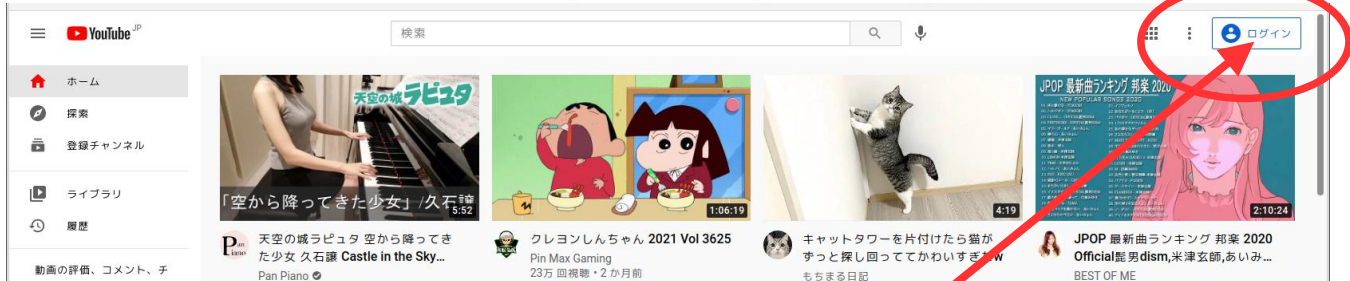 YouTube JP
検索
ログイン
ホーム
探索
登録チャンネル
ライブラリ
履歴
動画の評価、コメント、チ
天空の城ラピュタ
「空から降ってきた少女」/久石譲
5:52
天空の城ラピュタ 空から降ってき
た少女 久石譲 Castle in the Sky...
Pan Piano
1:06:19
クレヨンしんちゃん 2021 Vol 3625
Pin Max Gaming
23万 回視聴・2 か月前
4:19
キャットタワーを片付けたら猫が
ずっと探し回っててかわいすぎたw
もちまる日記
JPOP 最新曲ランキング 邦楽 2020
NEW POPULAR SONGS 2020
2:10:24
JPOP 最新曲ランキング 邦楽 2020
Official髭男dism,米津玄師,あいみ...
BEST OF ME